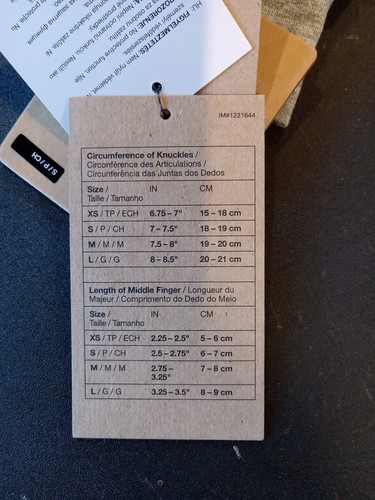 HU: FIGYELMEZTETÉS: Nem
IM#1221644
S/P/CH
Circumference of Knuckles /
Circonférence des Articulations /
Circunferência das Juntas dos Dedos
Size / IN CM
Taille / Tamanho
XS / TP / ECH 6.75 – 7" 15 – 18 cm
S / P / CH 7 – 7.5" 18 – 19 cm
M / M / M 7.5 – 8" 19 – 20 cm
L / G / G 8 – 8.5" 20 – 21 cm
Length of Middle Finger / Longueur du
Majeur / Comprimento do Dedo do Meio
Size / IN CM
Taille / Tamanho
XS / TP / ECH 2.25 – 2.5" 5 – 6 cm
S / P / CH 2.5 – 2.75" 6 – 7 cm
M / M / M 2.75 – 7 – 8 cm
3.25"
L / G / G 3.25 – 3.5" 8 – 9 cm